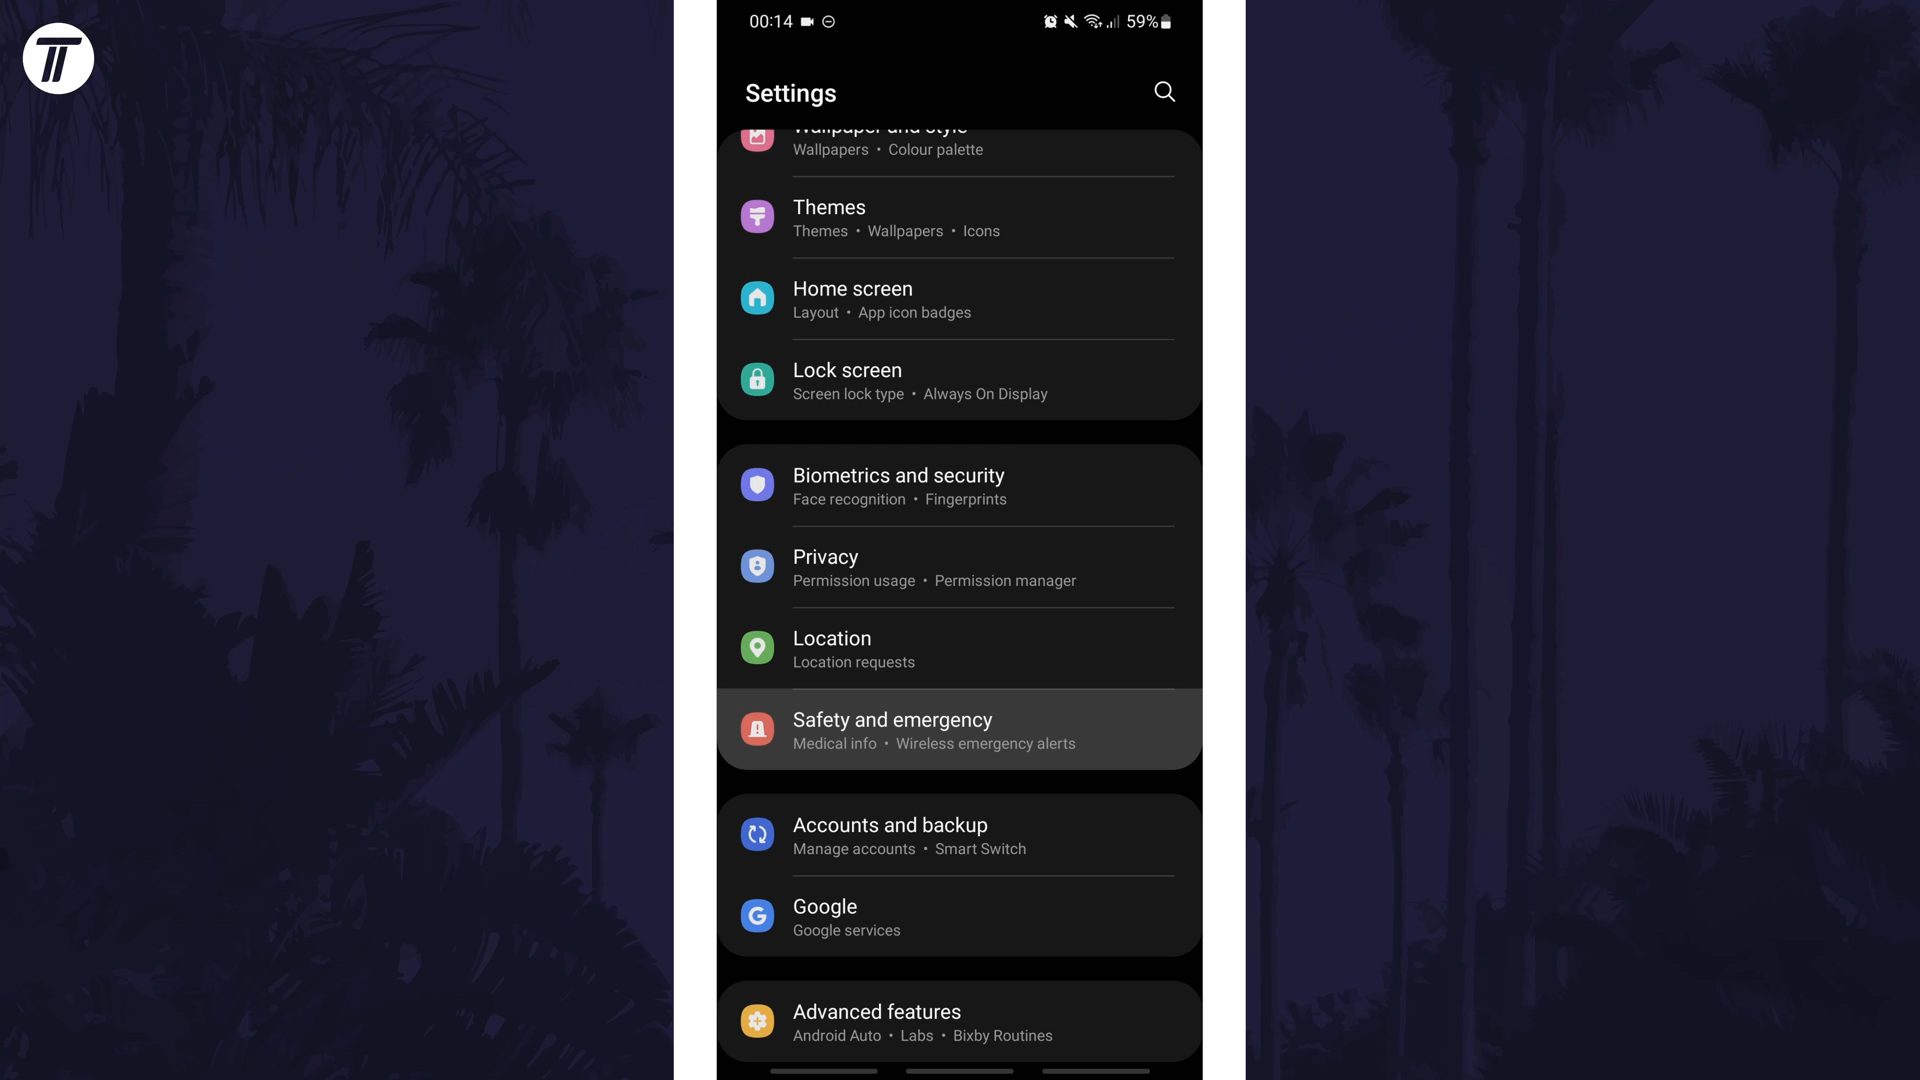 00:14
59%
Settings
Wallpaper and style
Wallpapers • Colour palette
Themes
Themes • Wallpapers • Icons
Home screen
Layout • App icon badges
Lock screen
Screen lock type • Always On Display
Biometrics and security
Face recognition • Fingerprints
Privacy
Permission usage • Permission manager
Location
Location requests
Safety and emergency
Medical info • Wireless emergency alerts
Accounts and backup
Manage accounts • Smart Switch
Google
Google services
Advanced features
Android Auto • Labs • Bixby Routines